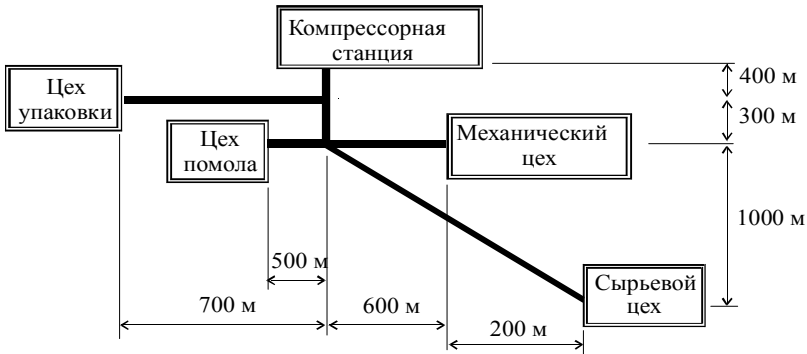 Компрессорная
станция
400 м
Цех
упаковки
300 м
Цех
помола
Механический
цех
1000 м
500 м
Сырьевой
цех
700 м
600 м
200 м